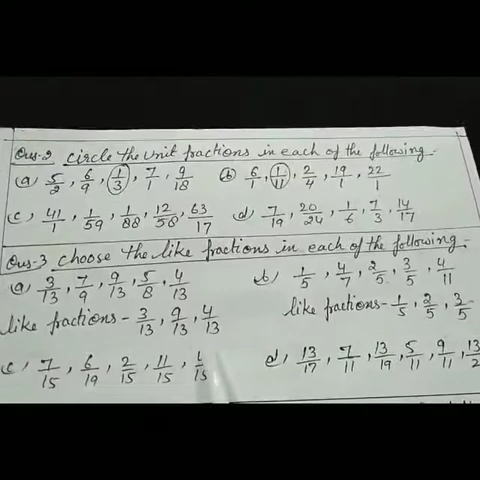 Ous-2 circle the unit fractions in each of the following-
(a) 5/2, 6/9, 1/3, 7/1, 9/18 (b) 6/1, 1/11, 2/4, 19/1, 22/1
c, 41/1, 1/59, 1/88, 12/58, 63/17 d, 7/19, 20/24, 1/6, 7/3, 14/17
Ous-3 choose the like fractions in each of the following-
a, 3/13, 7/9, 9/13, 5/8, 4/13 b, 1/5, 4/7, 2/5, 3/5, 4/11
like fractions - 3/13, 9/13, 4/13 like fractions - 1/5, 2/5, 3/5
c, 7/15, 6/19, 2/15, 11/15, 1/15 d, 13/17, 7/11, 13/19, 5/11, 9/11